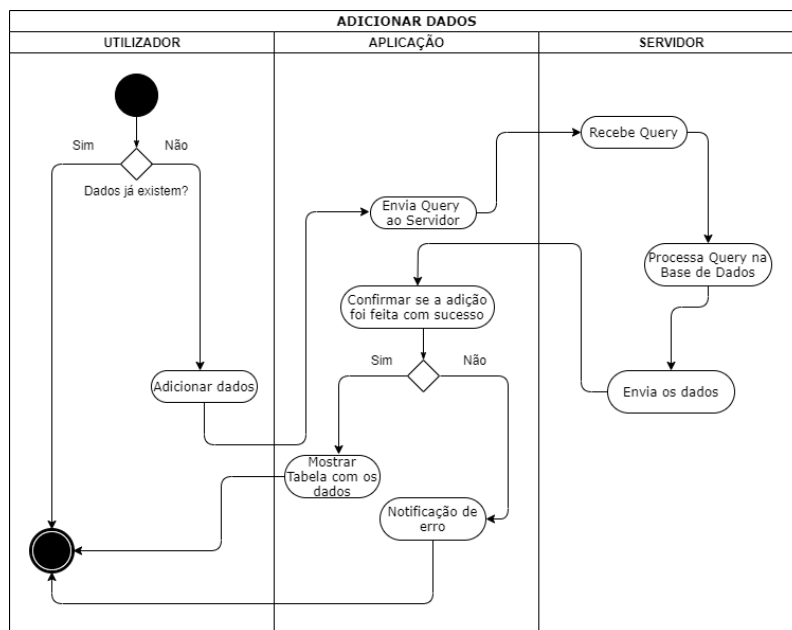 ADICIONAR DADOS
UTILIZADOR
APLICAÇÃO
SERVIDOR
Sim
Não
Dados já existem?
Adicionar dados
Envia Query
ao Servidor
Recebe Query
Processa Query na
Base de Dados
Envia os dados
Confirmar se a adição
foi feita com sucesso
Sim
Não
Mostrar
Tabela com os
dados
Notificação de
erro